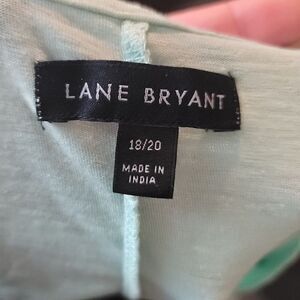 LANE BRYANT
18/20
MADE IN
INDIA